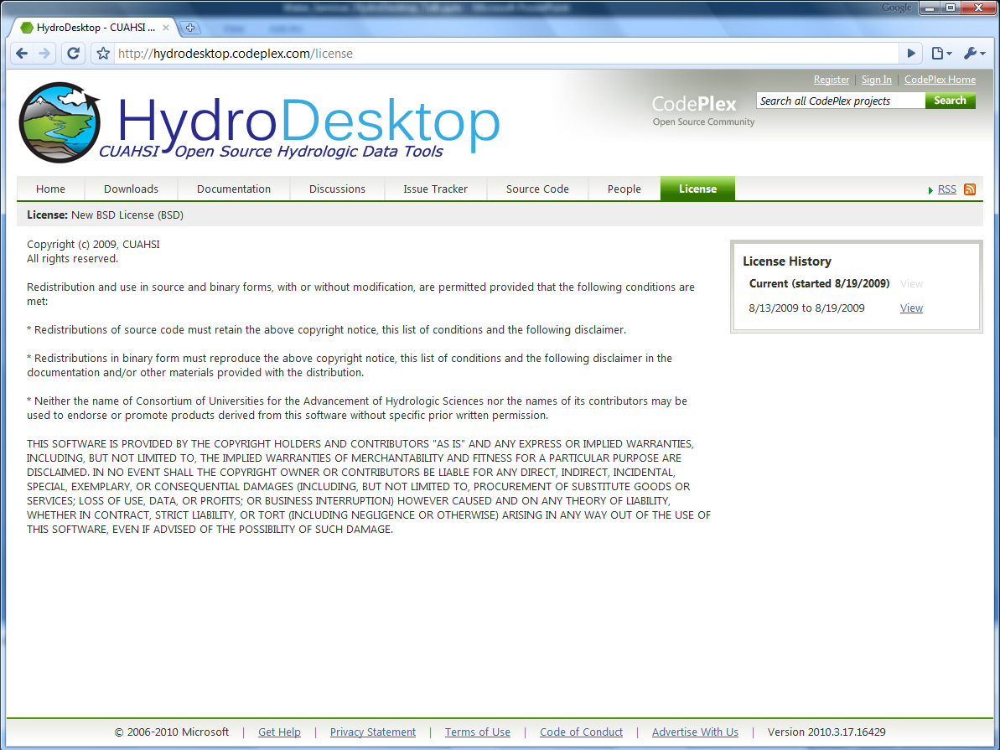 Google
HydroDesktop - CUAHSI ...
http://hydrodesktop.codeplex.com/license
Register | Sign In | CodePlex Home
CodePlex
Open Source Community
Search all CodePlex projects
Search
HydroDesktop
CUAHSI Open Source Hydrologic Data Tools
Home
Downloads
Documentation
Discussions
Issue Tracker
Source Code
People
License
RSS
License: New BSD License (BSD)
Copyright (c) 2009, CUAHSI
All rights reserved.
Redistribution and use in source and binary forms, with or without modification, are permitted provided that the following conditions are
met:
* Redistributions of source code must retain the above copyright notice, this list of conditions and the following disclaimer.
* Redistributions in binary form must reproduce the above copyright notice, this list of conditions and the following disclaimer in the
documentation and/or other materials provided with the distribution.
* Neither the name of Consortium of Universities for the Advancement of Hydrologic Sciences nor the names of its contributors may be
used to endorse or promote products derived from this software without specific prior written permission.
THIS SOFTWARE IS PROVIDED BY THE COPYRIGHT HOLDERS AND CONTRIBUTORS "AS IS" AND ANY EXPRESS OR IMPLIED WARRANTIES,
INCLUDING, BUT NOT LIMITED TO, THE IMPLIED WARRANTIES OF MERCHANTABILITY AND FITNESS FOR A PARTICULAR PURPOSE ARE
DISCLAIMED. IN NO EVENT SHALL THE COPYRIGHT OWNER OR CONTRIBUTORS BE LIABLE FOR ANY DIRECT, INDIRECT, INCIDENTAL,
SPECIAL, EXEMPLARY, OR CONSEQUENTIAL DAMAGES (INCLUDING, BUT NOT LIMITED TO, PROCUREMENT OF SUBSTITUTE GOODS OR
SERVICES; LOSS OF USE, DATA, OR PROFITS; OR BUSINESS INTERRUPTION) HOWEVER CAUSED AND ON ANY THEORY OF LIABILITY,
WHETHER IN CONTRACT, STRICT LIABILITY, OR TORT (INCLUDING NEGLIGENCE OR OTHERWISE) ARISING IN ANY WAY OUT OF THE USE OF
THIS SOFTWARE, EVEN IF ADVISED OF THE POSSIBILITY OF SUCH DAMAGE.
License History
Current (started 8/19/2009) View
8/13/2009 to 8/19/2009 View
© 2006-2010 Microsoft | Get Help | Privacy Statement | Terms of Use | Code of Conduct | Advertise With Us | Version 2010.3.17.16429